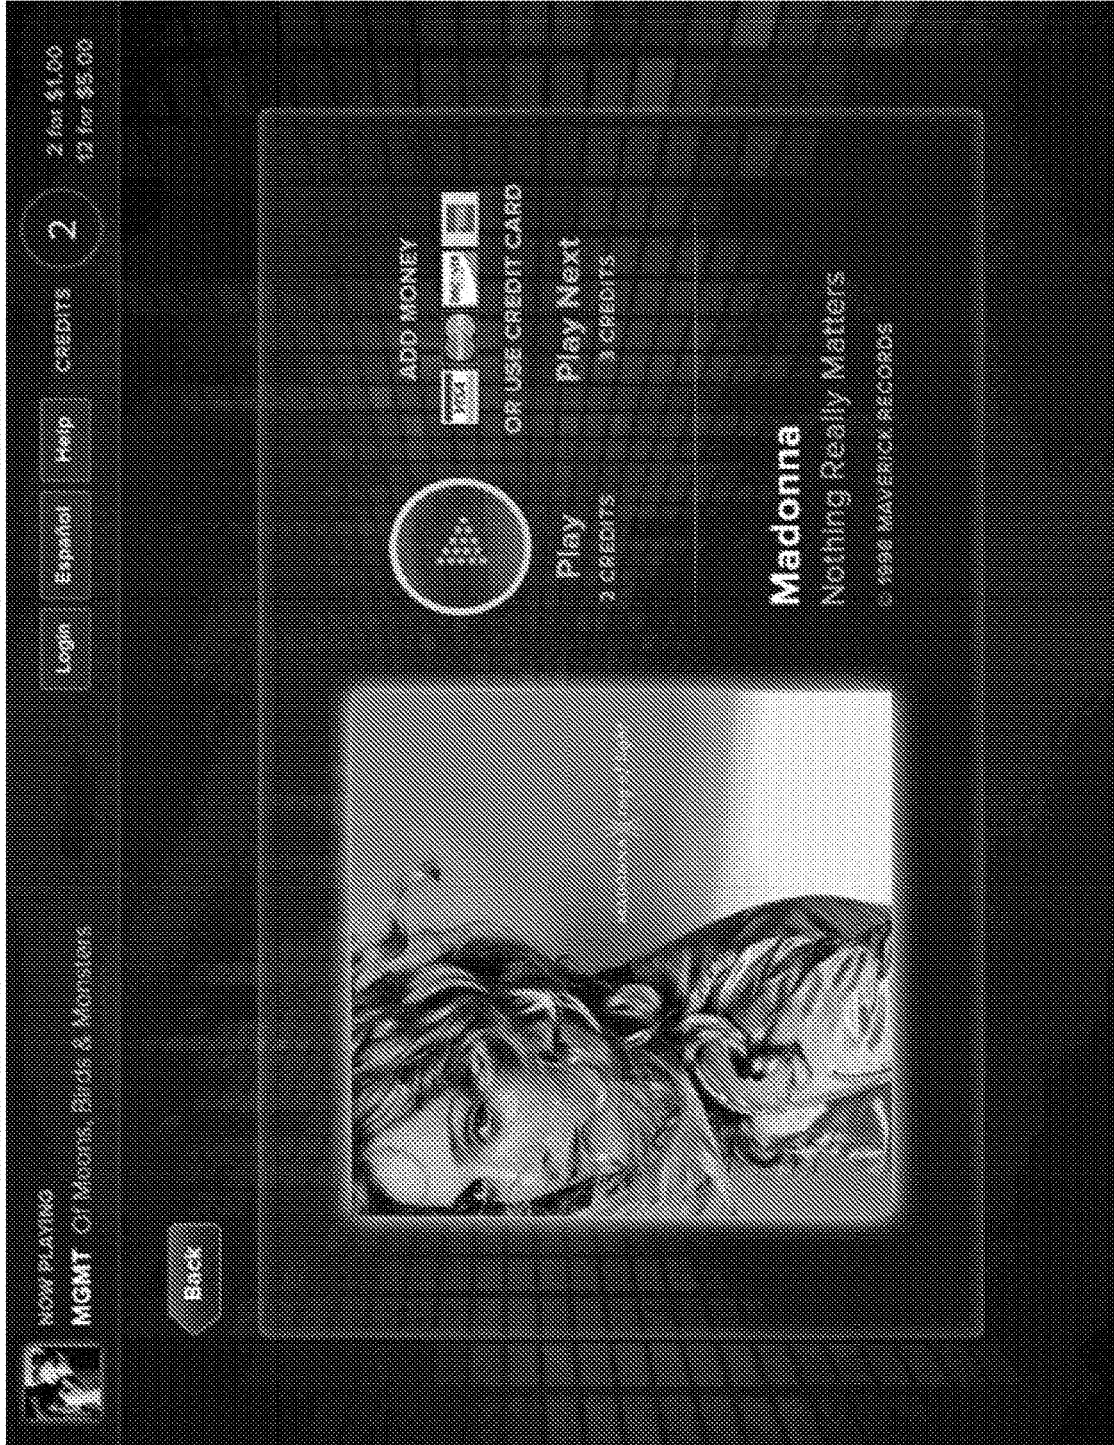 NOW PLAYING
MGMT Of Moons, Birds & Monsters
Login
Español
Help
CREDITS
2
2 for $1.00
12 for $5.00
Back
ADD MONEY
OR USE CREDIT CARD
Play
2 CREDITS
Play Next
3 CREDITS
Madonna
Nothing Really Matters
© 1998 MAVERICK RECORDS